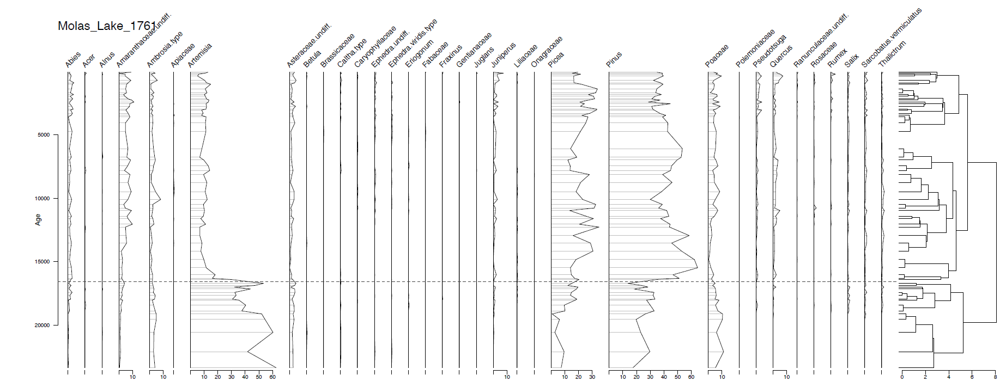 Molas_Lake_1761
Abies
Acer
Alnus
Amaranthaceae.undiff.
Ambrosia.type
Apiaceae
Artemisia
Asteraceae.undiff.
Betula
Brassicaceae
Caltha.type
Caryophyllaceae
Ephedra.undiff.
Ephedra.viridis.type
Eriogonum
Fabaceae
Fraxinus
Gentianaceae
Juglans
Juniperus
Liliaceae
Onagraceae
Picea
Pinus
Poaceae
Polemoniaceae
Pseudotsuga
Quercus
Ranunculaceae.undiff.
Rosaceae
Rumex
Salix
Sarcobatus.vermiculatus
Thalictrum
Age
5000
10000
15000
20000
10
10
10 20 30 40 50 60
10
10 20 30
10 20 30 40 50 60
10
10
0 2 4 6 8